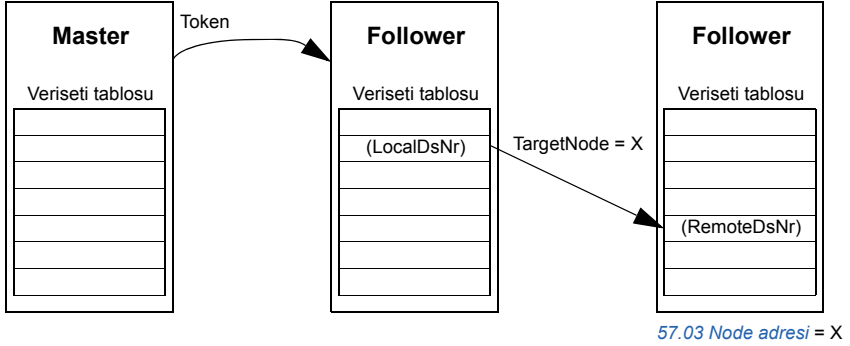 Token
Master
Follower
Follower
Veriseti tablosu
Veriseti tablosu
Veriseti tablosu
(LocalDsNr)
TargetNode = X
(RemoteDsNr)
57.03 Node adresi = X